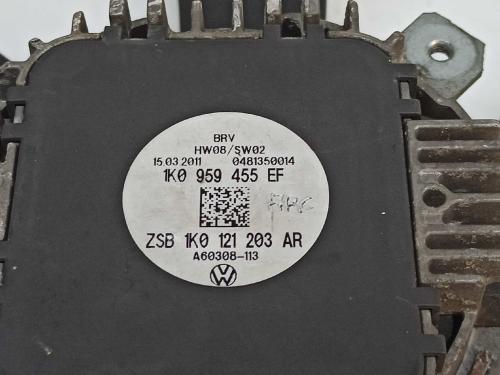 BRV
HW08/SW02
15.03.2011 0481350014
1K0 959 455 EF
ZSB 1K0 121 203 AR
A60308-113